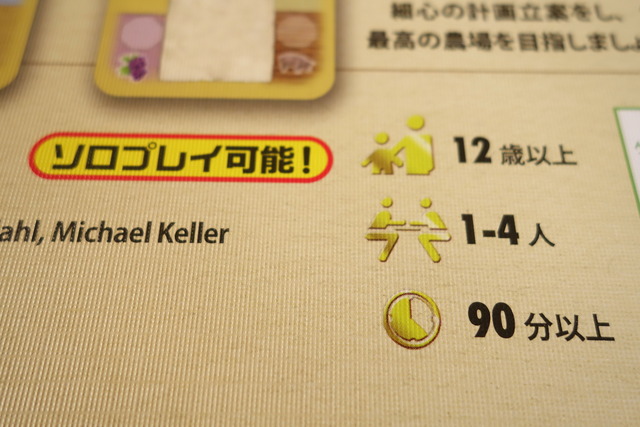 細心の計画立案をし、
最高の農場を目指しまし
ソロプレイ可能!
12 歳以上
ahl, Michael Keller
1-4 人
90 分以上